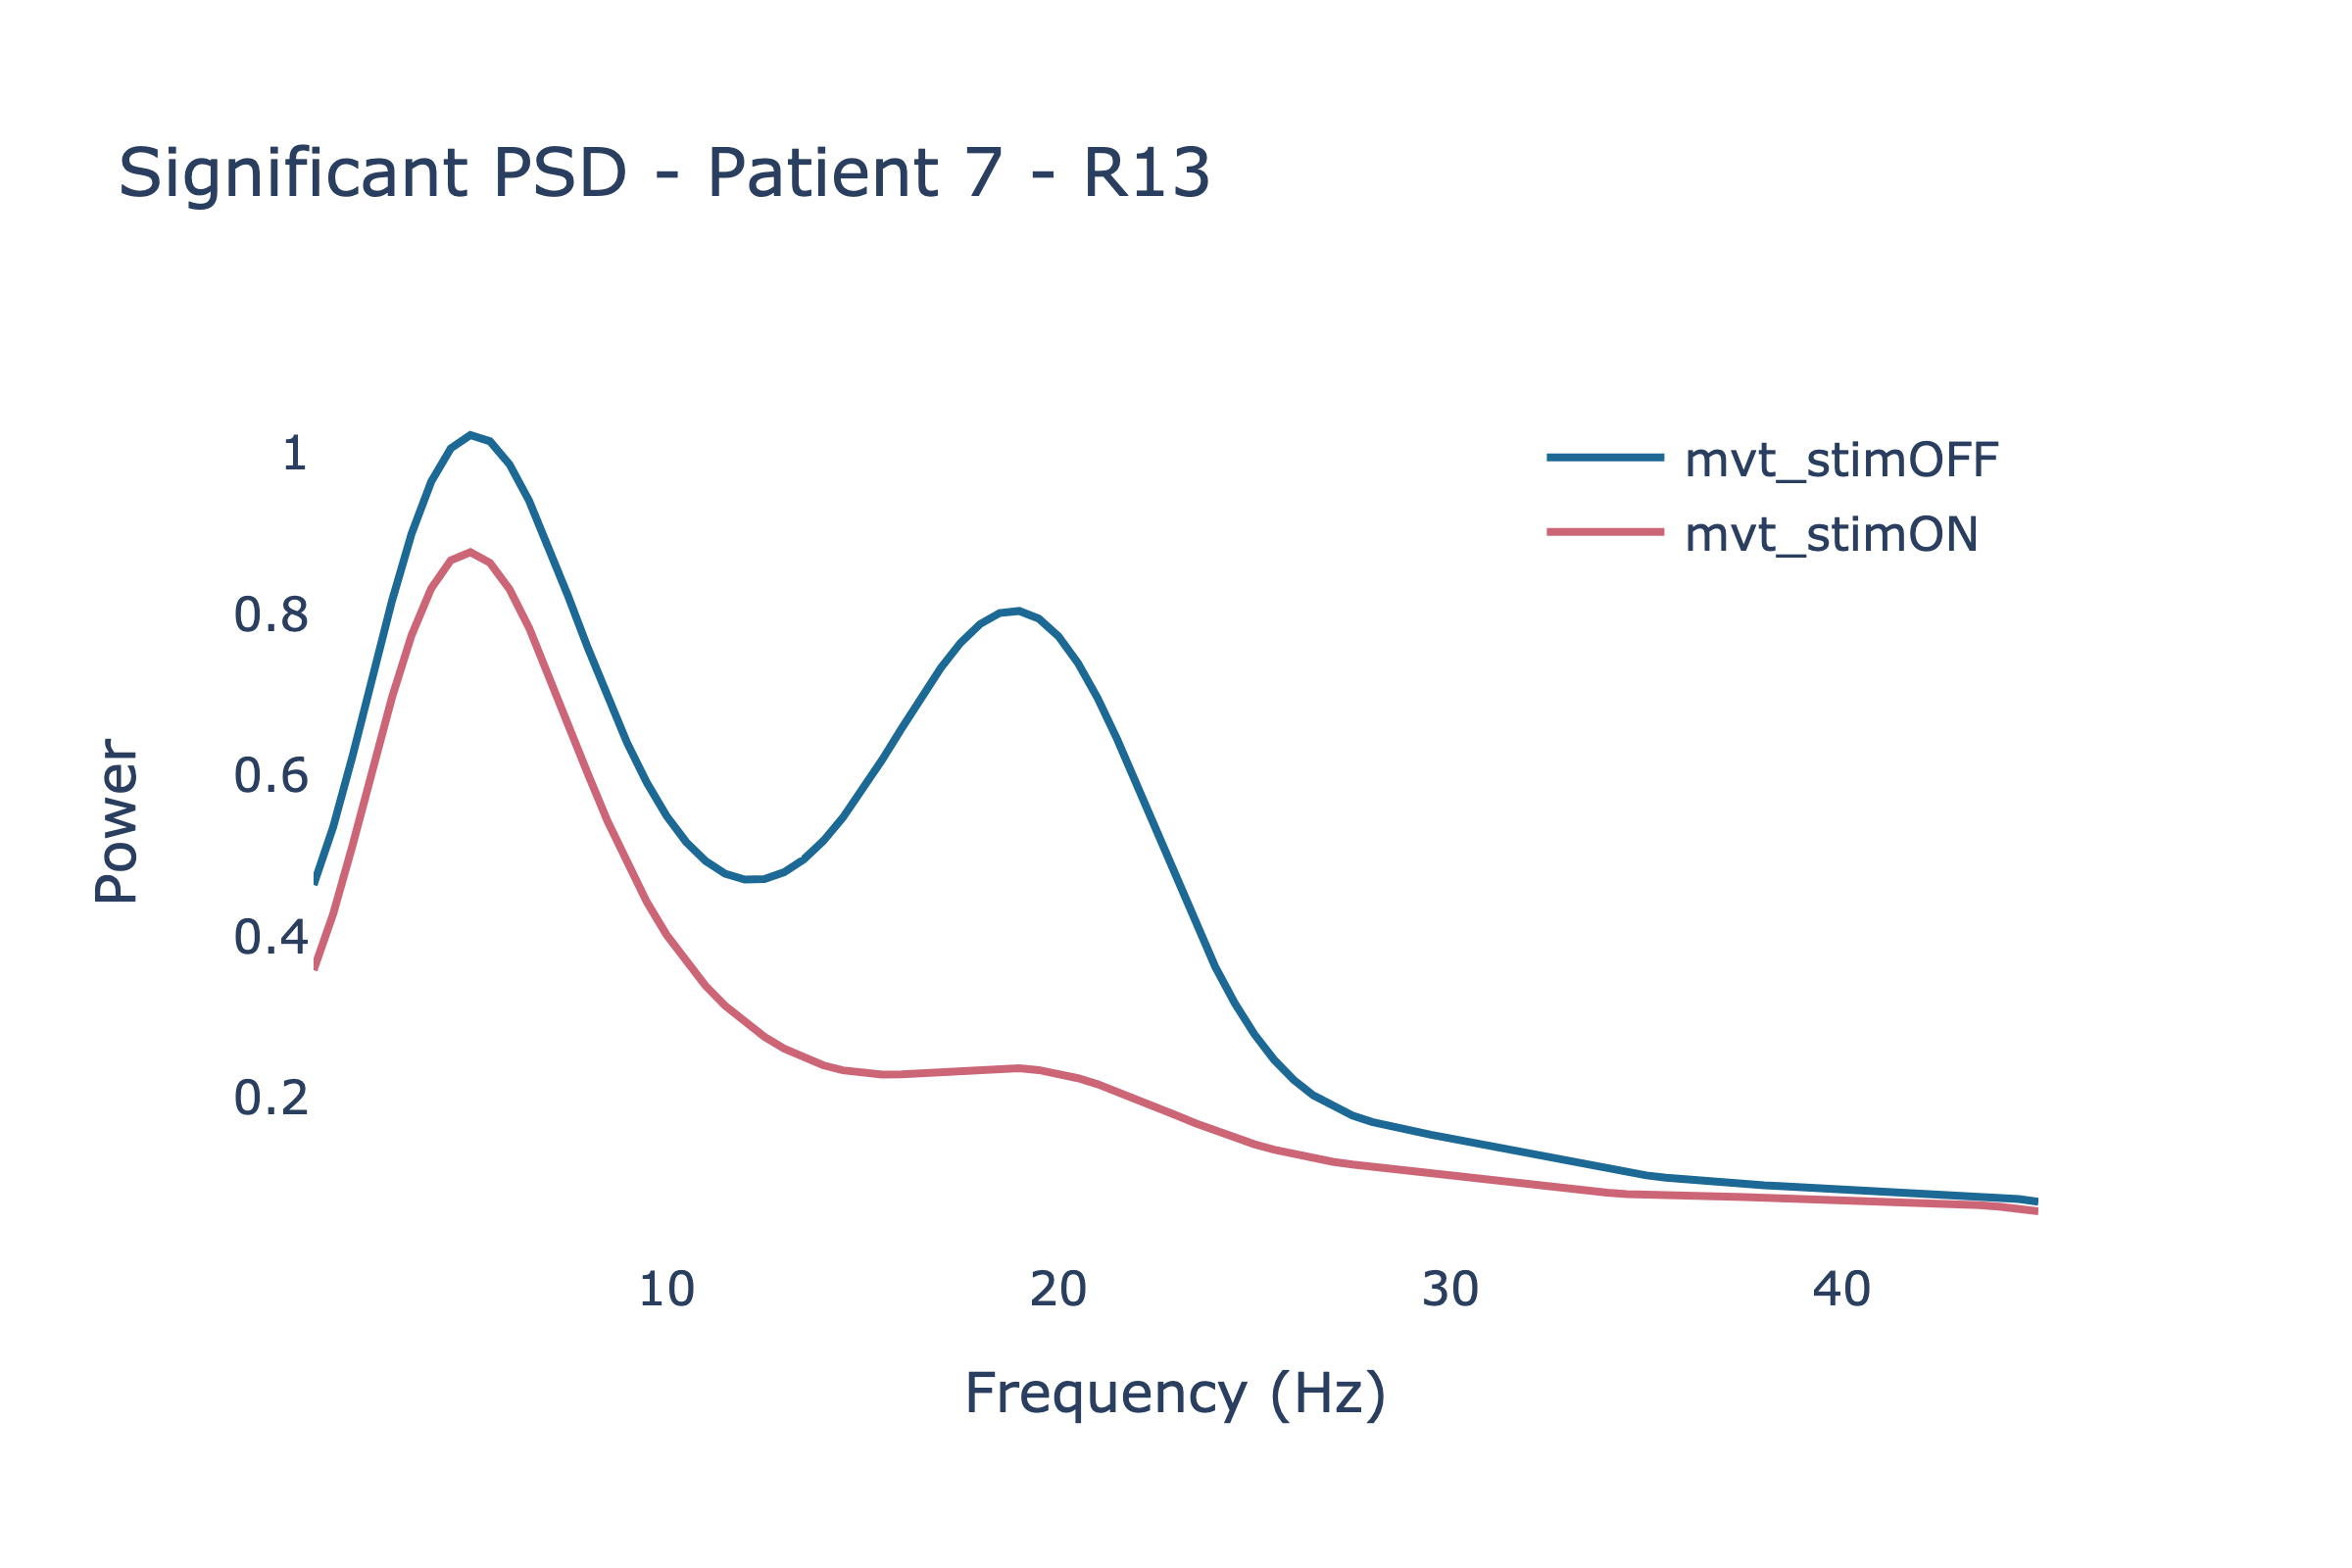 Significant PSD - Patient 7 - R13
1
0.8
0.6
0.4
0.2
Power
mvt_stimOFF
mvt_stimON
10 20 30 40
Frequency (Hz)